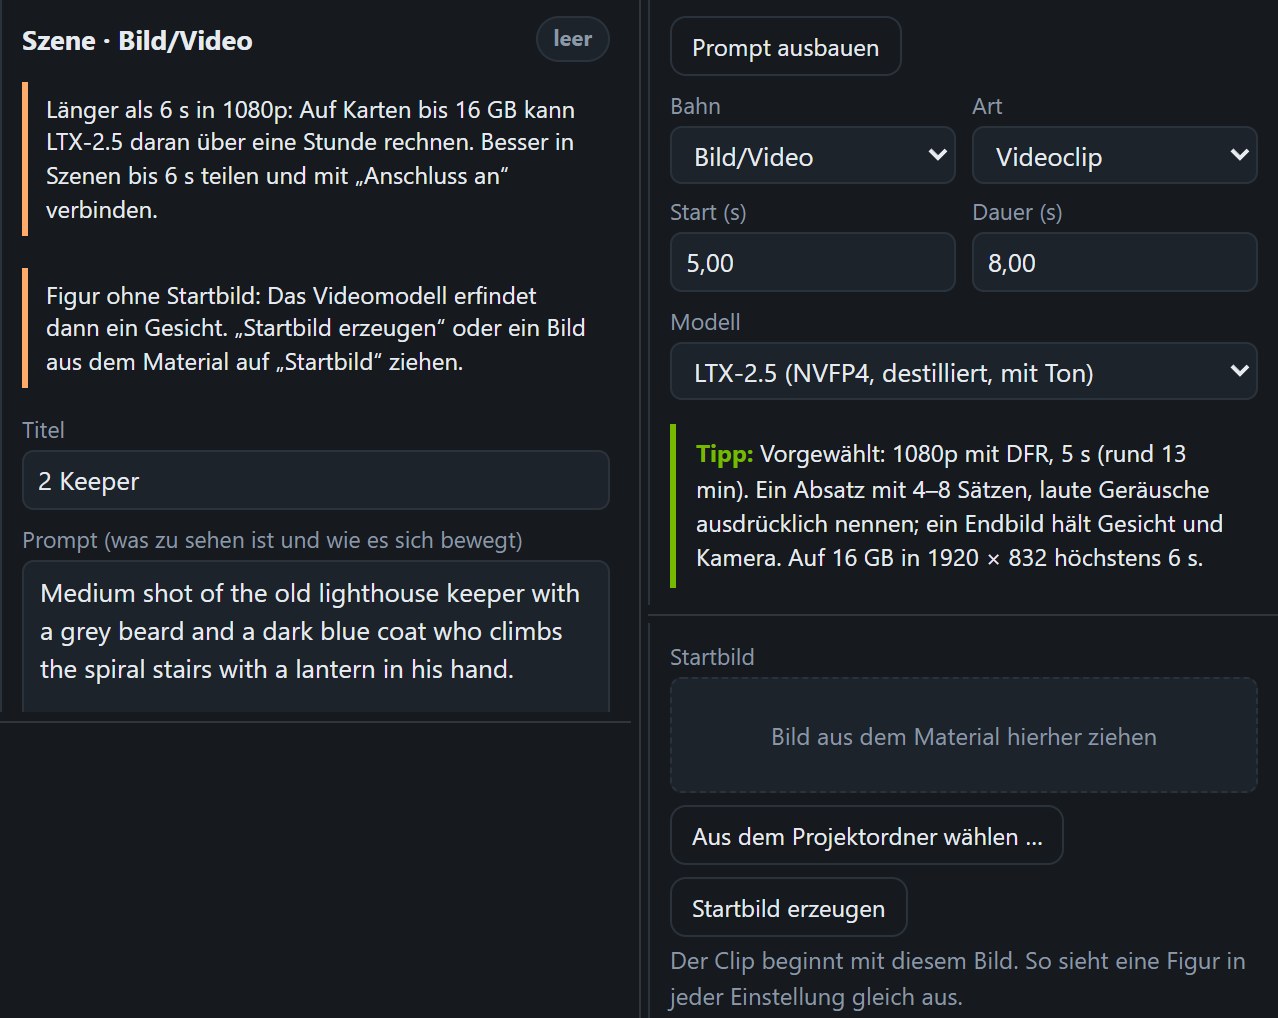 Szene · Bild/Video
leer
Länger als 6 s in 1080p: Auf Karten bis 16 GB kann
LTX-2.5 daran über eine Stunde rechnen. Besser in
Szenen bis 6 s teilen und mit „Anschluss an“
verbinden.
Figur ohne Startbild: Das Videomodell erfindet
dann ein Gesicht. „Startbild erzeugen“ oder ein Bild
aus dem Material auf „Startbild“ ziehen.
Titel
2 Keeper
Prompt (was zu sehen ist und wie es sich bewegt)
Medium shot of the old lighthouse keeper with
a grey beard and a dark blue coat who climbs
the spiral stairs with a lantern in his hand.
Prompt ausbauen
Bahn
Art
Bild/Video
Videoclip
Start (s)
Dauer (s)
5,00
8,00
Modell
LTX-2.5 (NVFP4, destilliert, mit Ton)
Tipp: Vorgewählt: 1080p mit DFR, 5 s (rund 13
min). Ein Absatz mit 4–8 Sätzen, laute Geräusche
ausdrücklich nennen; ein Endbild hält Gesicht und
Kamera. Auf 16 GB in 1920 × 832 höchstens 6 s.
Startbild
Bild aus dem Material hierher ziehen
Aus dem Projektordner wählen ...
Startbild erzeugen
Der Clip beginnt mit diesem Bild. So sieht eine Figur in
jeder Einstellung gleich aus.